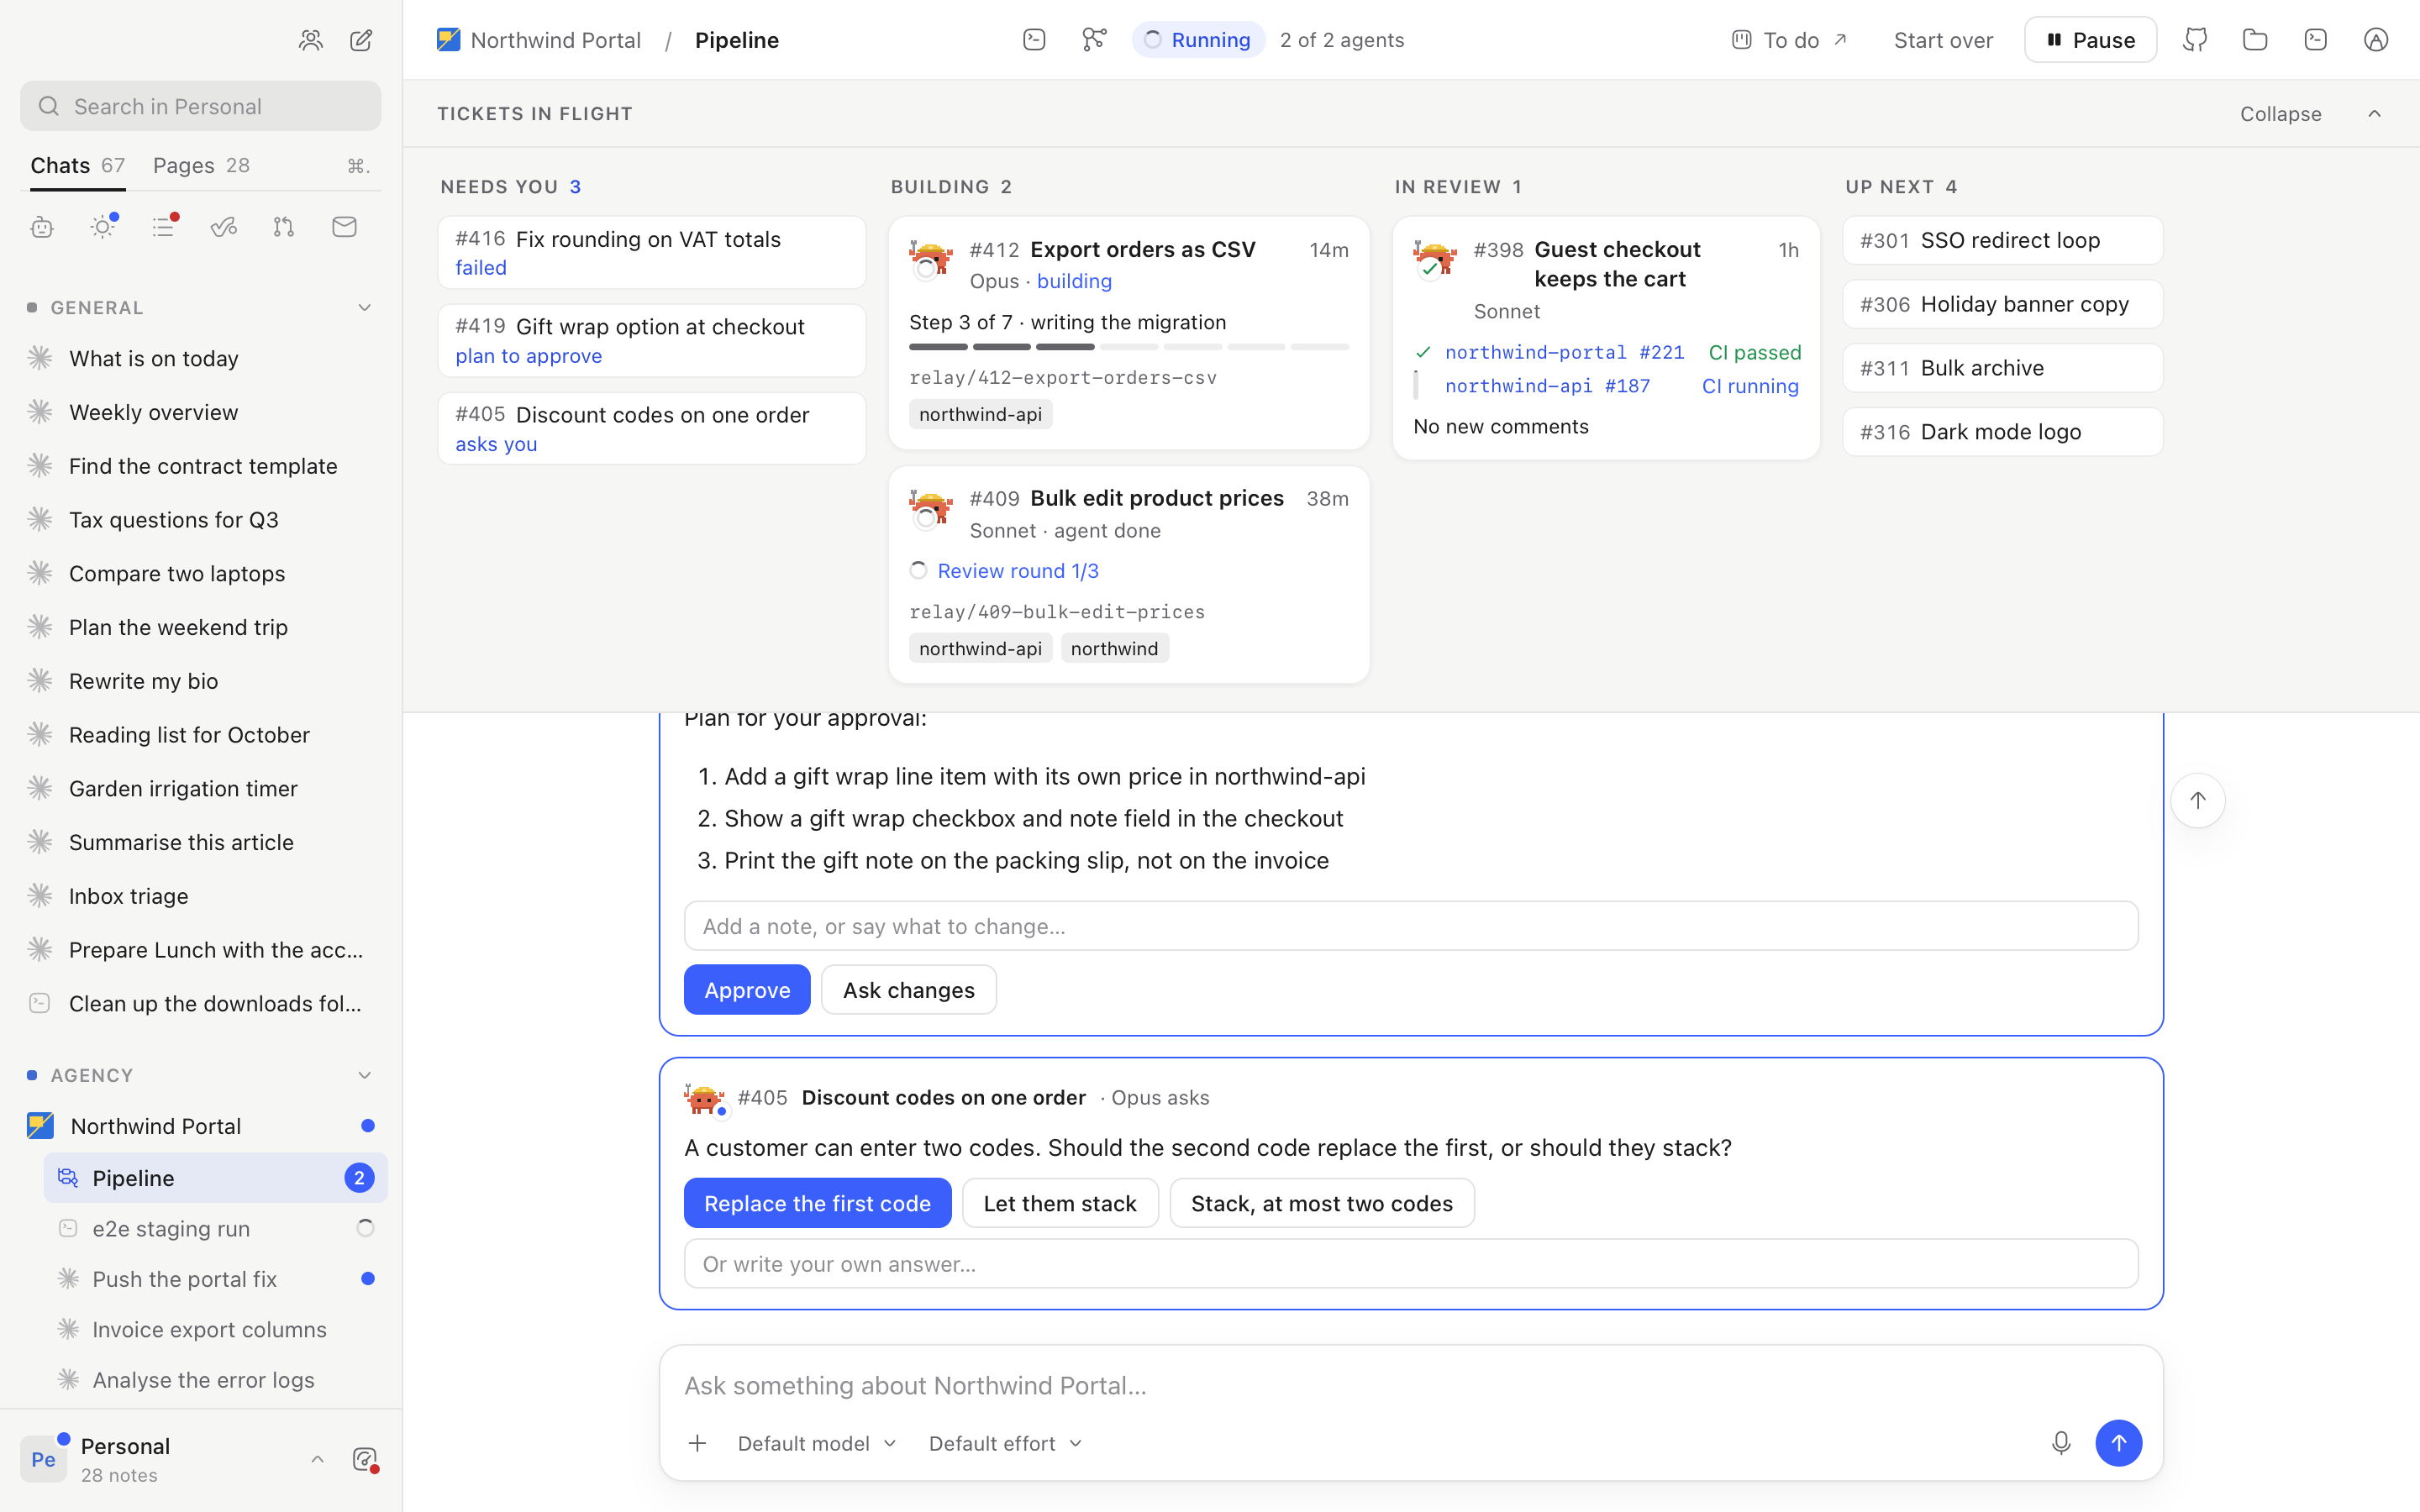 Search in Personal
Chats 67 Pages 28 ⌘.
GENERAL
What is on today
Weekly overview
Find the contract template
Tax questions for Q3
Compare two laptops
Plan the weekend trip
Rewrite my bio
Reading list for October
Garden irrigation timer
Summarise this article
Inbox triage
Prepare Lunch with the acc...
Clean up the downloads fol...
AGENCY
Northwind Portal
Pipeline 2
e2e staging run
Push the portal fix
Invoice export columns
Analyse the error logs
Pe
Personal
28 notes
Northwind Portal / Pipeline
Running 2 of 2 agents
To do ↗
Start over
Pause
TICKETS IN FLIGHT
Collapse
NEEDS YOU 3
#416 Fix rounding on VAT totals
failed
#419 Gift wrap option at checkout
plan to approve
#405 Discount codes on one order
asks you
BUILDING 2
#412 Export orders as CSV 14m
Opus · building
Step 3 of 7 · writing the migration
relay/412-export-orders-csv
northwind-api
#409 Bulk edit product prices 38m
Sonnet · agent done
Review round 1/3
relay/409-bulk-edit-prices
northwind-api northwind
IN REVIEW 1
#398 Guest checkout 1h
keeps the cart
Sonnet
northwind-portal #221 CI passed
northwind-api #187 CI running
No new comments
UP NEXT 4
#301 SSO redirect loop
#306 Holiday banner copy
#311 Bulk archive
#316 Dark mode logo
Plan for your approval:
1. Add a gift wrap line item with its own price in northwind-api
2. Show a gift wrap checkbox and note field in the checkout
3. Print the gift note on the packing slip, not on the invoice
Add a note, or say what to change...
Approve Ask changes
#405 Discount codes on one order · Opus asks
A customer can enter two codes. Should the second code replace the first, or should they stack?
Replace the first code Let them stack Stack, at most two codes
Or write your own answer...
Ask something about Northwind Portal...
Default model Default effort